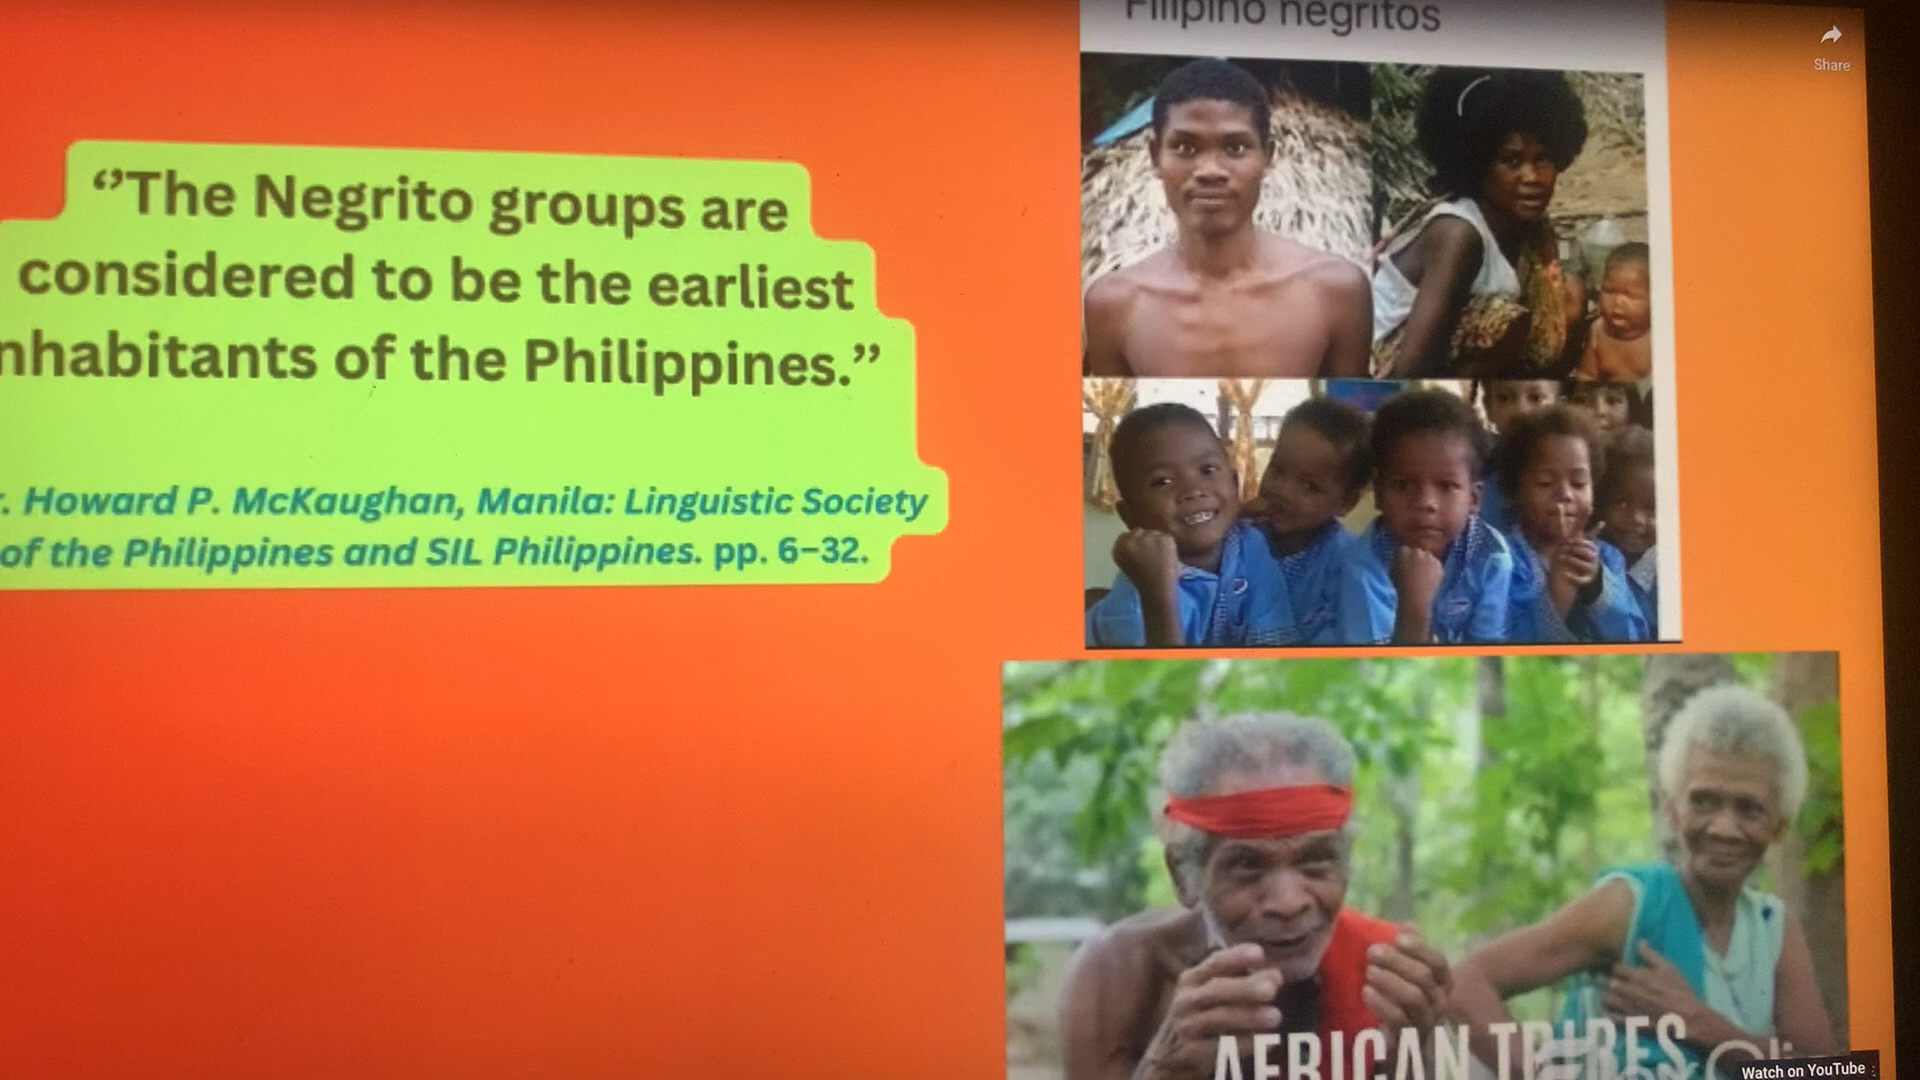 Filipino negritos
Share
“The Negrito groups are
considered to be the earliest
nhabitants of the Philippines.”
r. Howard P. McKaughan, Manila: Linguistic Society
of the Philippines and SIL Philippines. pp. 6–32.
AFRICAN TRIBES
Watch on YouTube